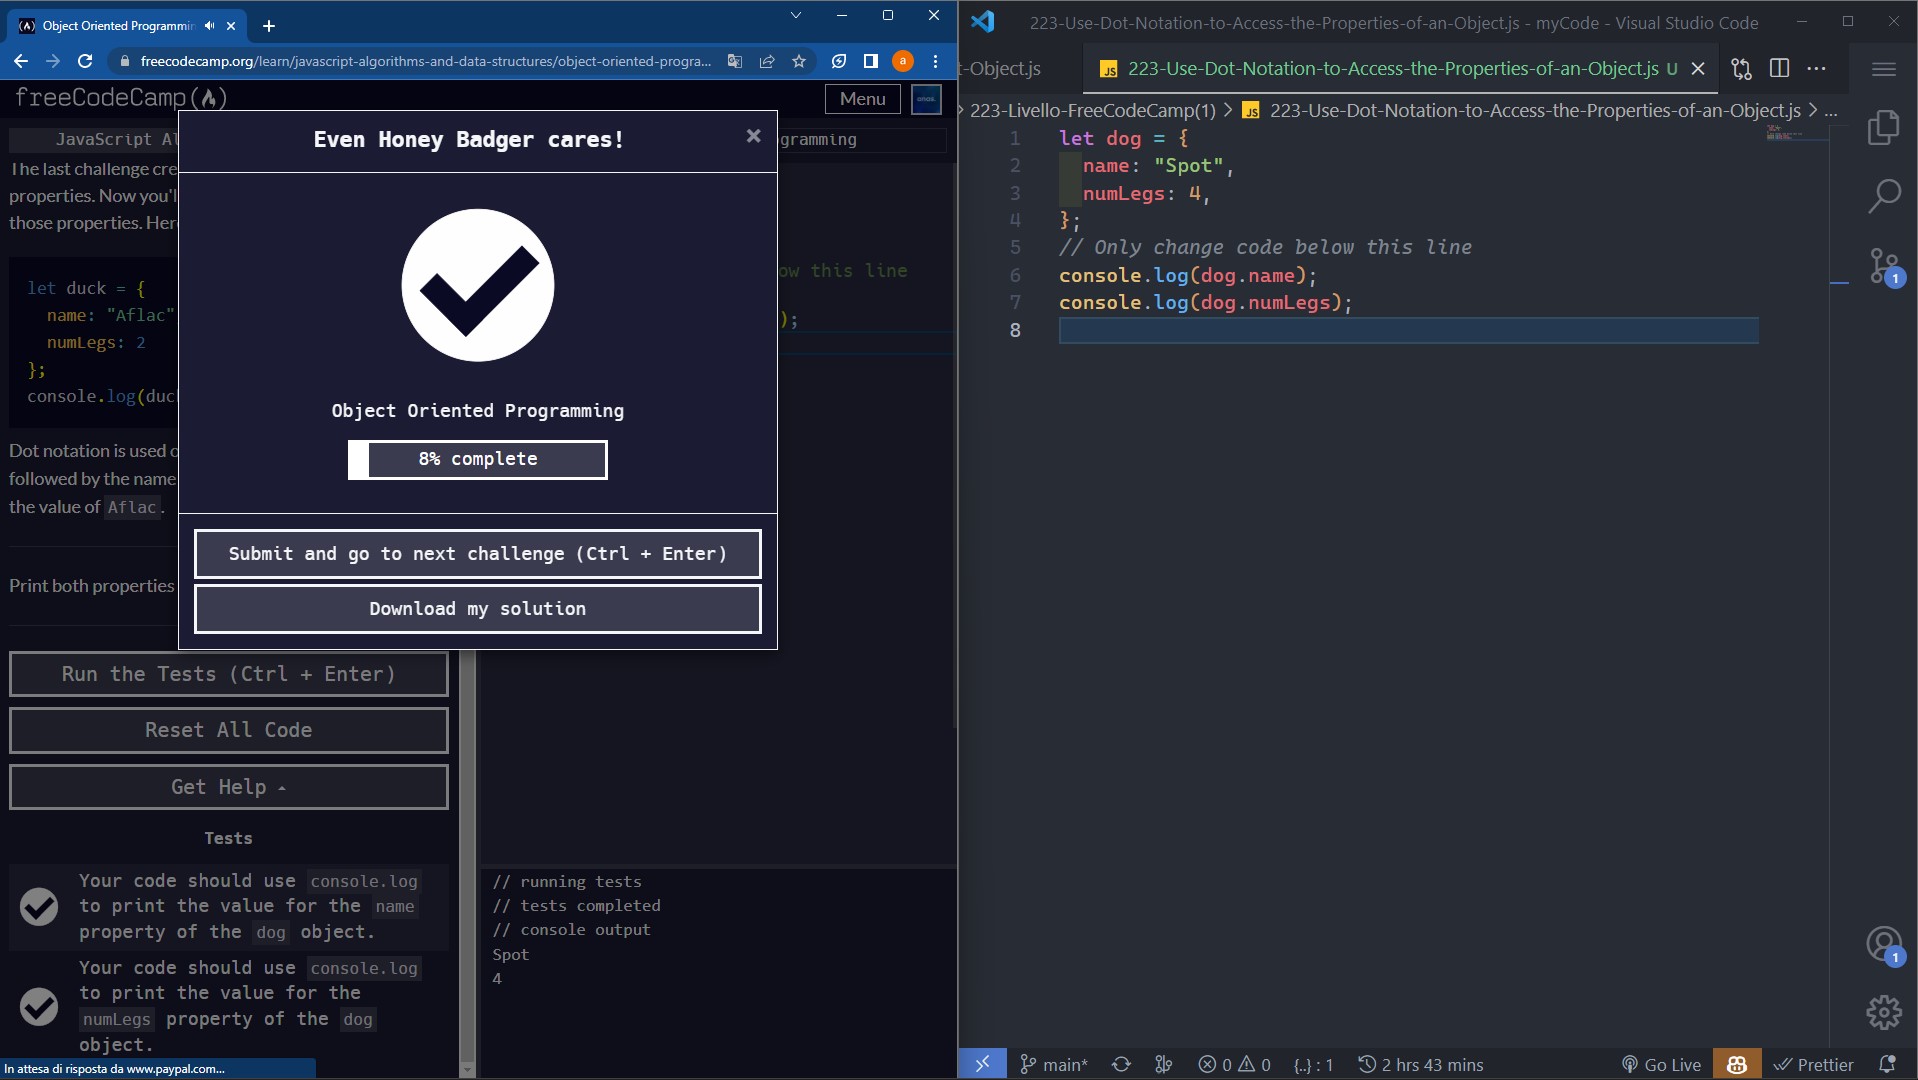 Object Oriented Programmin
freecodecamp.org/learn/javascript-algorithms-and-data-structures/object-oriented-progra...
a
freeCodeCamp
Menu
JavaScript Al
gramming
The last challenge cre
properties. Now you'l
those properties. Her
let duck = {
name: "Aflac"
numLegs: 2
};
console.log(duc
Dot notation is used o
followed by the name
the value of Aflac.
Print both properties
Even Honey Badger cares!
Object Oriented Programming
8% complete
Submit and go to next challenge (Ctrl + Enter)
Download my solution
ow this line
);
Run the Tests (Ctrl + Enter)
Reset All Code
Get Help
Tests
Your code should use console.log
to print the value for the name
property of the dog object.
Your code should use console.log
to print the value for the
numLegs property of the dog
object.
// running tests
// tests completed
// console output
Spot
4
In attesa di risposta da www.paypal.com...
223-Use-Dot-Notation-to-Access-the-Properties-of-an-Object.js - myCode - Visual Studio Code
t-Object.js
JS 223-Use-Dot-Notation-to-Access-the-Properties-of-an-Object.js U
223-Livello-FreeCodeCamp(1) > JS 223-Use-Dot-Notation-to-Access-the-Properties-of-an-Object.js > ...
1 let dog = {
2 name: "Spot",
3 numLegs: 4,
4 };
5 // Only change code below this line
6 console.log(dog.name);
7 console.log(dog.numLegs);
8
1
1
main* 0 0 {..} : 1 2 hrs 43 mins Go Live Prettier